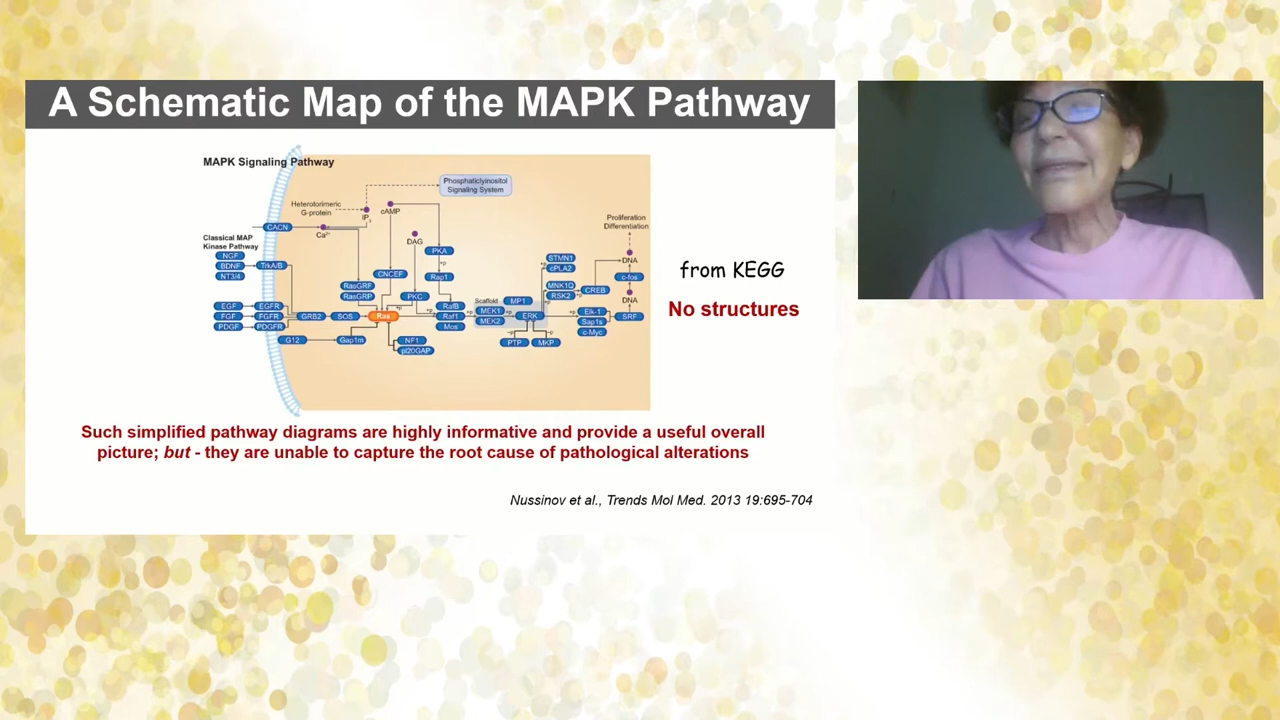 A Schematic Map of the MAPK Pathway
MAPK Signaling Pathway
Phosphaticlyinositol
Signaling System
Heterotorimeric
G-protein
IP3
cAMP
CACN
Ca2+
DAG
Classical MAP
Kinase Pathway
NGF
BDNF
NT3/4
TrkA/B
EGF
FGF
PDGF
EGFR
FGFR
PDGFR
GRB2
SOS
G12
Gap1m
RasGRF
RasGRP
CNCEF
PKC
Ras
NF1
pl20GAP
PKA
+p
Rap1
RafB
Raf1
Mos
+p
+p
Scaffold
MEK1
MEK2
+p
MP1
ERK
+p
PTP
MKP
-p
-p
STMN1
cPLA2
+p
MNK1Q
RSK2
+p
CREB
+p
Elk-1
Sap1s
c-Myc
SRF
DNA
c-fos
DNA
Proliferation
Differentiation
from KEGG
No structures
Such simplified pathway diagrams are highly informative and provide a useful overall
picture; but - they are unable to capture the root cause of pathological alterations
Nussinov et al., Trends Mol Med. 2013 19:695-704